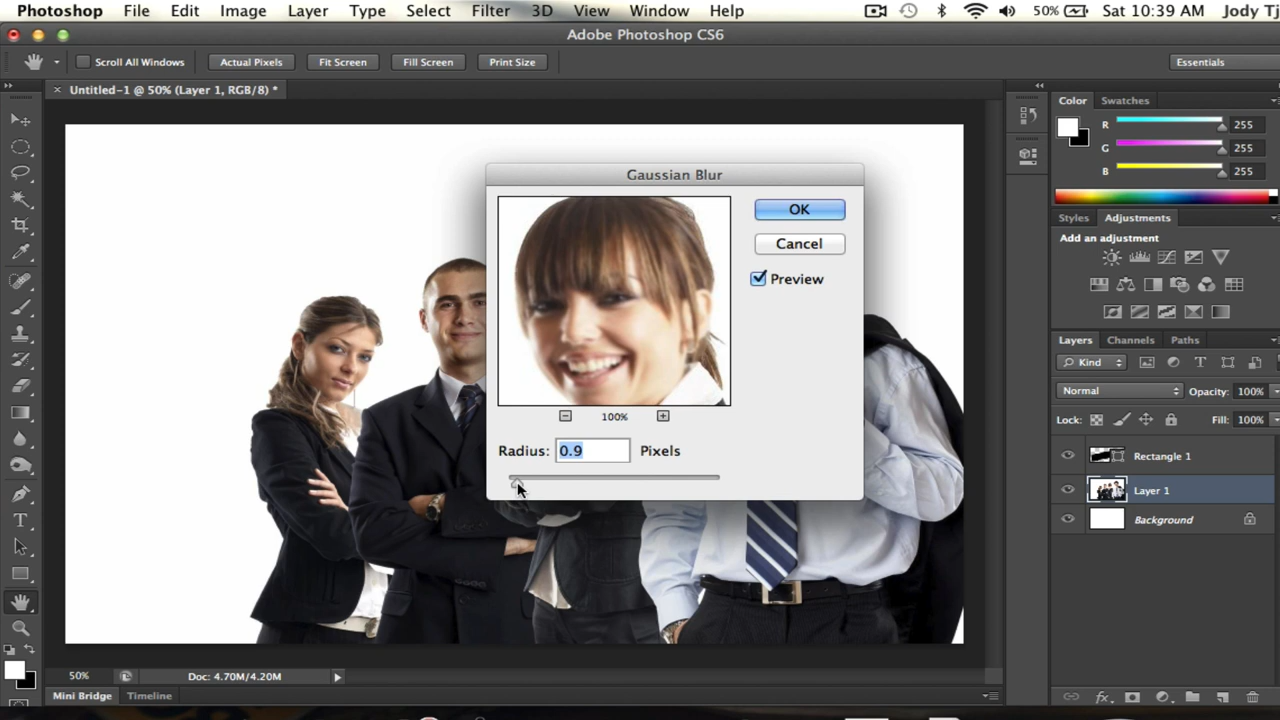 Photoshop File Edit Image Layer Type Select Filter 3D View Window Help 50% Sat 10:39 AM Jody Tj
Adobe Photoshop CS6
Scroll All Windows Actual Pixels Fit Screen Fill Screen Print Size Essentials
× Untitled-1 @ 50% (Layer 1, RGB/8) *
Color Swatches
R 255
G 255
B 255
Styles Adjustments
Add an adjustment
Gaussian Blur
OK
Cancel
Preview
100%
Radius: 0.9 Pixels
Layers Channels Paths
Kind
Normal Opacity: 100%
Lock: Fill: 100%
Rectangle 1
Layer 1
Background
50% Doc: 4.70M/4.20M
Mini Bridge Timeline